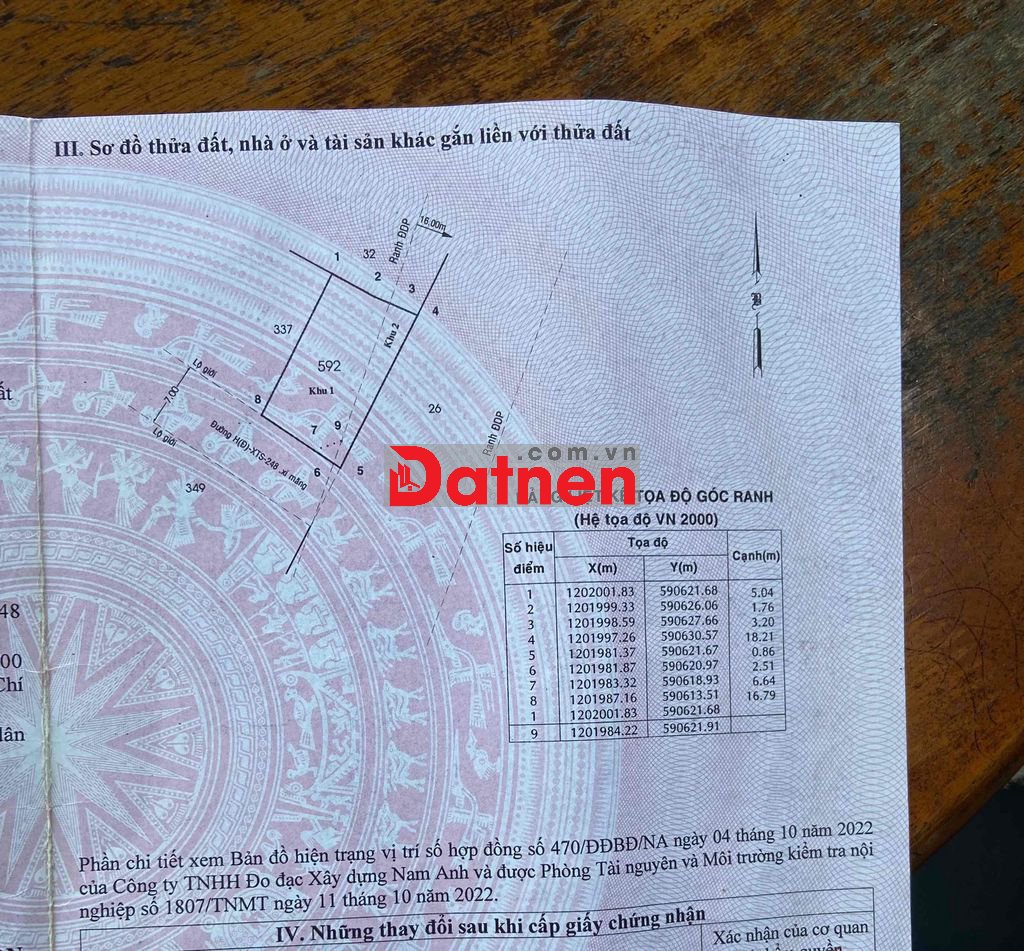 III. Sơ đồ thửa đất, nhà ở và tài sản khác gắn liền với thửa đất
16.00m
Ranh ĐDP
1
32
2
3
4
337
Khu 2
592
Khu 1
Lộ giới
7.00
8
7
9
26
Ranh ĐDP
Lộ giới
Đường H(Đ)-XTS-248 xi măng
6
5
349
B
ất
48
00
Chí
lân
Datnen
.com.vn
TỌA ĐỘ GÓC RANH
(Hệ tọa độ VN 2000)
Số hiệu điểm Tọa độ Cạnh(m)
X(m) Y(m)
1 1202001.83 590621.68 5.04
2 1201999.33 590626.06 1.76
3 1201998.59 590627.66 3.20
4 1201997.26 590630.57 18.21
5 1201981.37 590621.67 0.86
6 1201981.87 590620.97 2.51
7 1201983.32 590618.93 6.64
8 1201987.16 590613.51 16.79
1 1202001.83 590621.68
9 1201984.22 590621.91
Phần chi tiết xem Bản đồ hiện trạng vị trí số hợp đồng số 470/ĐĐBĐ/NA ngày 04 tháng 10 năm 2022
của Công ty TNHH Đo đạc Xây dựng Nam Anh và được Phòng Tài nguyên và Môi trường kiểm tra nội
nghiệp số 1807/TNMT ngày 11 tháng 10 năm 2022.
IV. Những thay đổi sau khi cấp giấy chứng nhận
Xác nhận của cơ quan